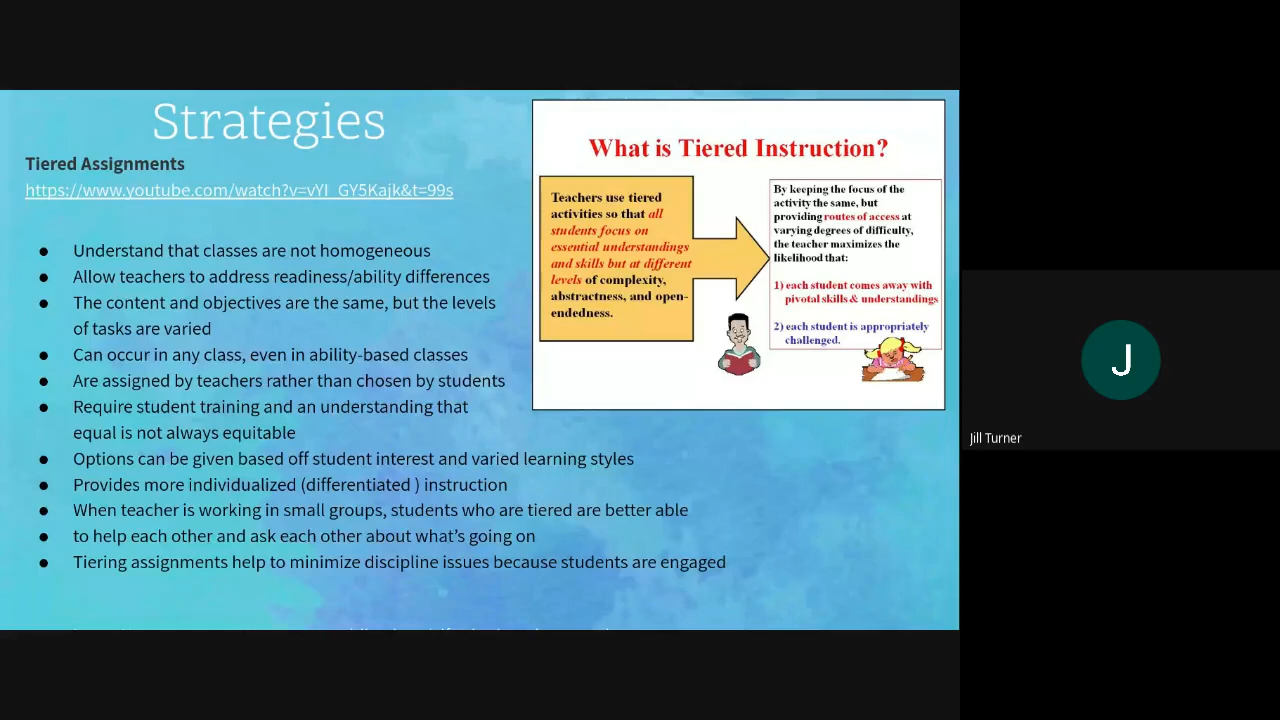 Strategies
Tiered Assignments
https://www.youtube.com/watch?v=vYI_GY5Kajk&t=99s
● Understand that classes are not homogeneous
● Allow teachers to address readiness/ability differences
● The content and objectives are the same, but the levels
of tasks are varied
● Can occur in any class, even in ability-based classes
● Are assigned by teachers rather than chosen by students
● Require student training and an understanding that
equal is not always equitable
● Options can be given based off student interest and varied learning styles
● Provides more individualized (differentiated ) instruction
● When teacher is working in small groups, students who are tiered are better able
● to help each other and ask each other about what's going on
● Tiering assignments help to minimize discipline issues because students are engaged
What is Tiered Instruction?
Teachers use tiered
activities so that all
students focus on
essential understandings
and skills but at different
levels of complexity,
abstractness, and open-
endedness.
By keeping the focus of the
activity the same, but
providing routes of access at
varying degrees of difficulty,
the teacher maximizes the
likelihood that:
1) each student comes away with
pivotal skills & understandings
2) each student is appropriately
challenged.
J
Jill Turner